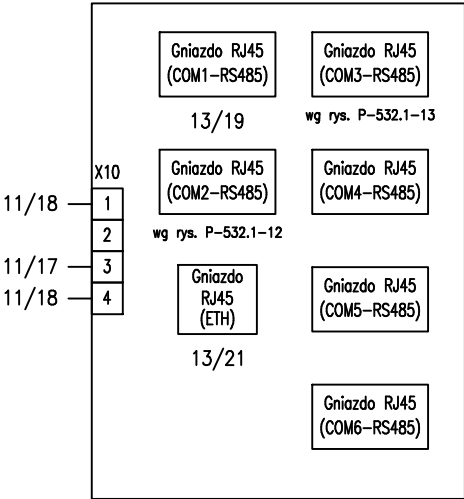 Gniazdo RJ45
(COM1-RS485)
13/19
Gniazdo RJ45
(COM3-RS485)
wg rys. P-532.1-13
Gniazdo RJ45
(COM2-RS485)
wg rys. P-532.1-12
Gniazdo RJ45
(COM4-RS485)
X10
11/18
1
2
11/17
3
11/18
4
Gniazdo
RJ45
(ETH)
13/21
Gniazdo RJ45
(COM5-RS485)
Gniazdo RJ45
(COM6-RS485)